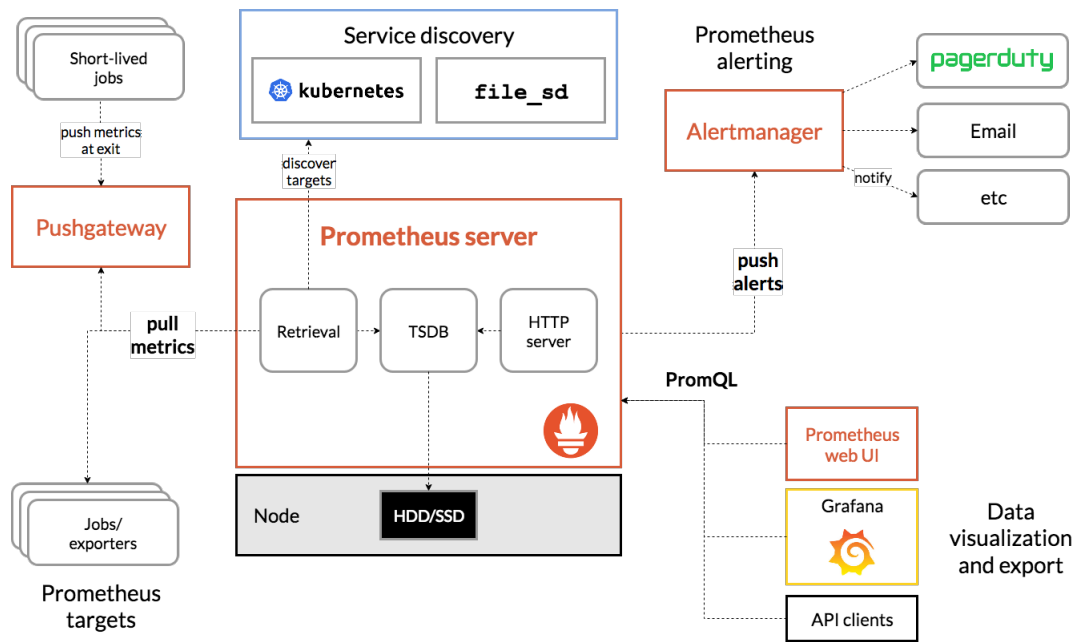 Short-lived
jobs
push metrics
at exit
Pushgateway
pull
metrics
Jobs/
exporters
Prometheus
targets
Service discovery
kubernetes
file_sd
discover
targets
Prometheus server
Retrieval
TSDB
HTTP
server
Node
HDD/SSD
Prometheus
alerting
Alertmanager
pagerduty
Email
notify
etc
push
alerts
PromQL
Prometheus
web UI
Grafana
API clients
Data
visualization
and export